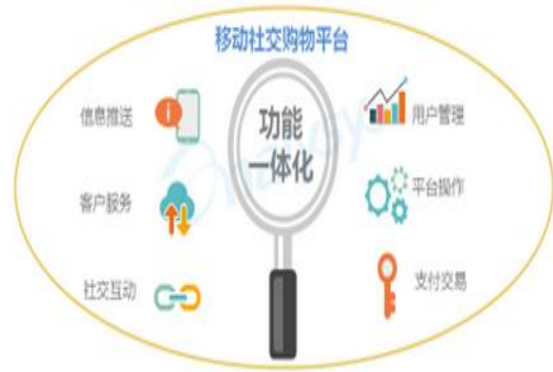 移动社交购物平台
信息推送
功能
一体化
用户管理
客户服务
平台操作
社交互动
支付交易